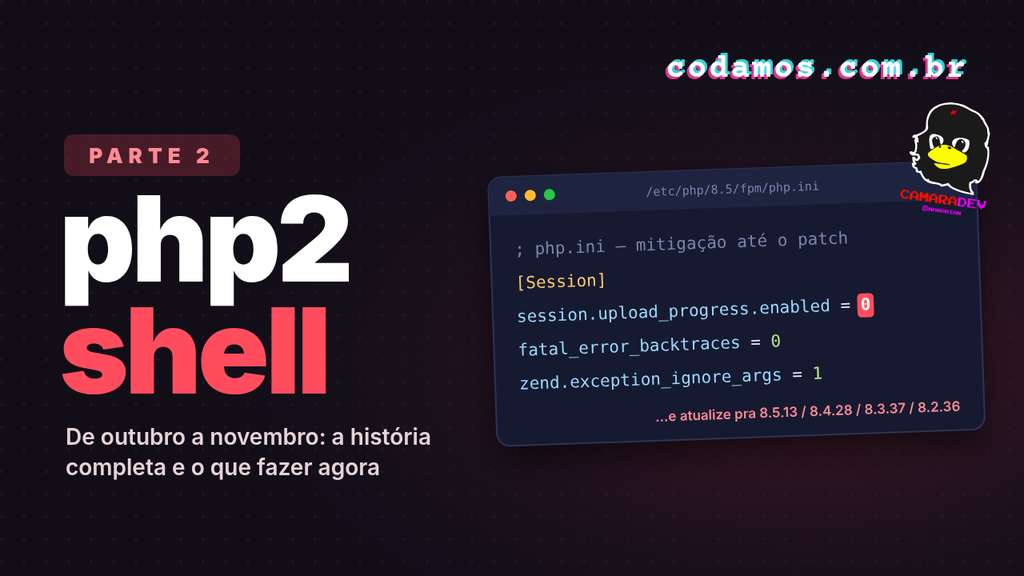 codamos.com.br
PARTE 2
php2
shell
De outubro a novembro: a história
completa e o que fazer agora
/etc/php/8.5/fpm/php.ini
; php.ini — mitigação até o patch
[Session]
session.upload_progress.enabled = 0
fatal_error_backtraces = 0
zend.exception_ignore_args = 1
...e atualize pra 8.5.13 / 8.4.28 / 8.3.37 / 8.2.36
CAMARADEV